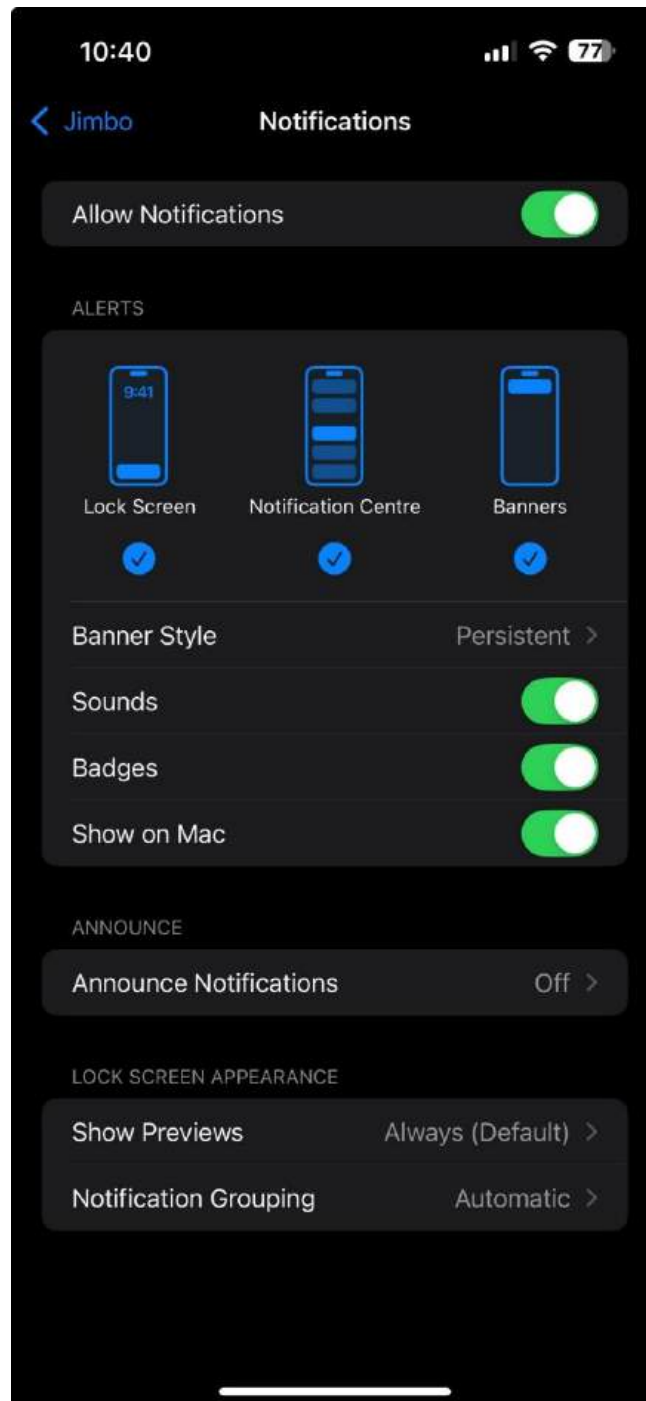 10:40
77
Jimbo Notifications
Allow Notifications
ALERTS
9:41
Lock Screen Notification Centre Banners
Banner Style Persistent
Sounds
Badges
Show on Mac
ANNOUNCE
Announce Notifications Off
LOCK SCREEN APPEARANCE
Show Previews Always (Default)
Notification Grouping Automatic